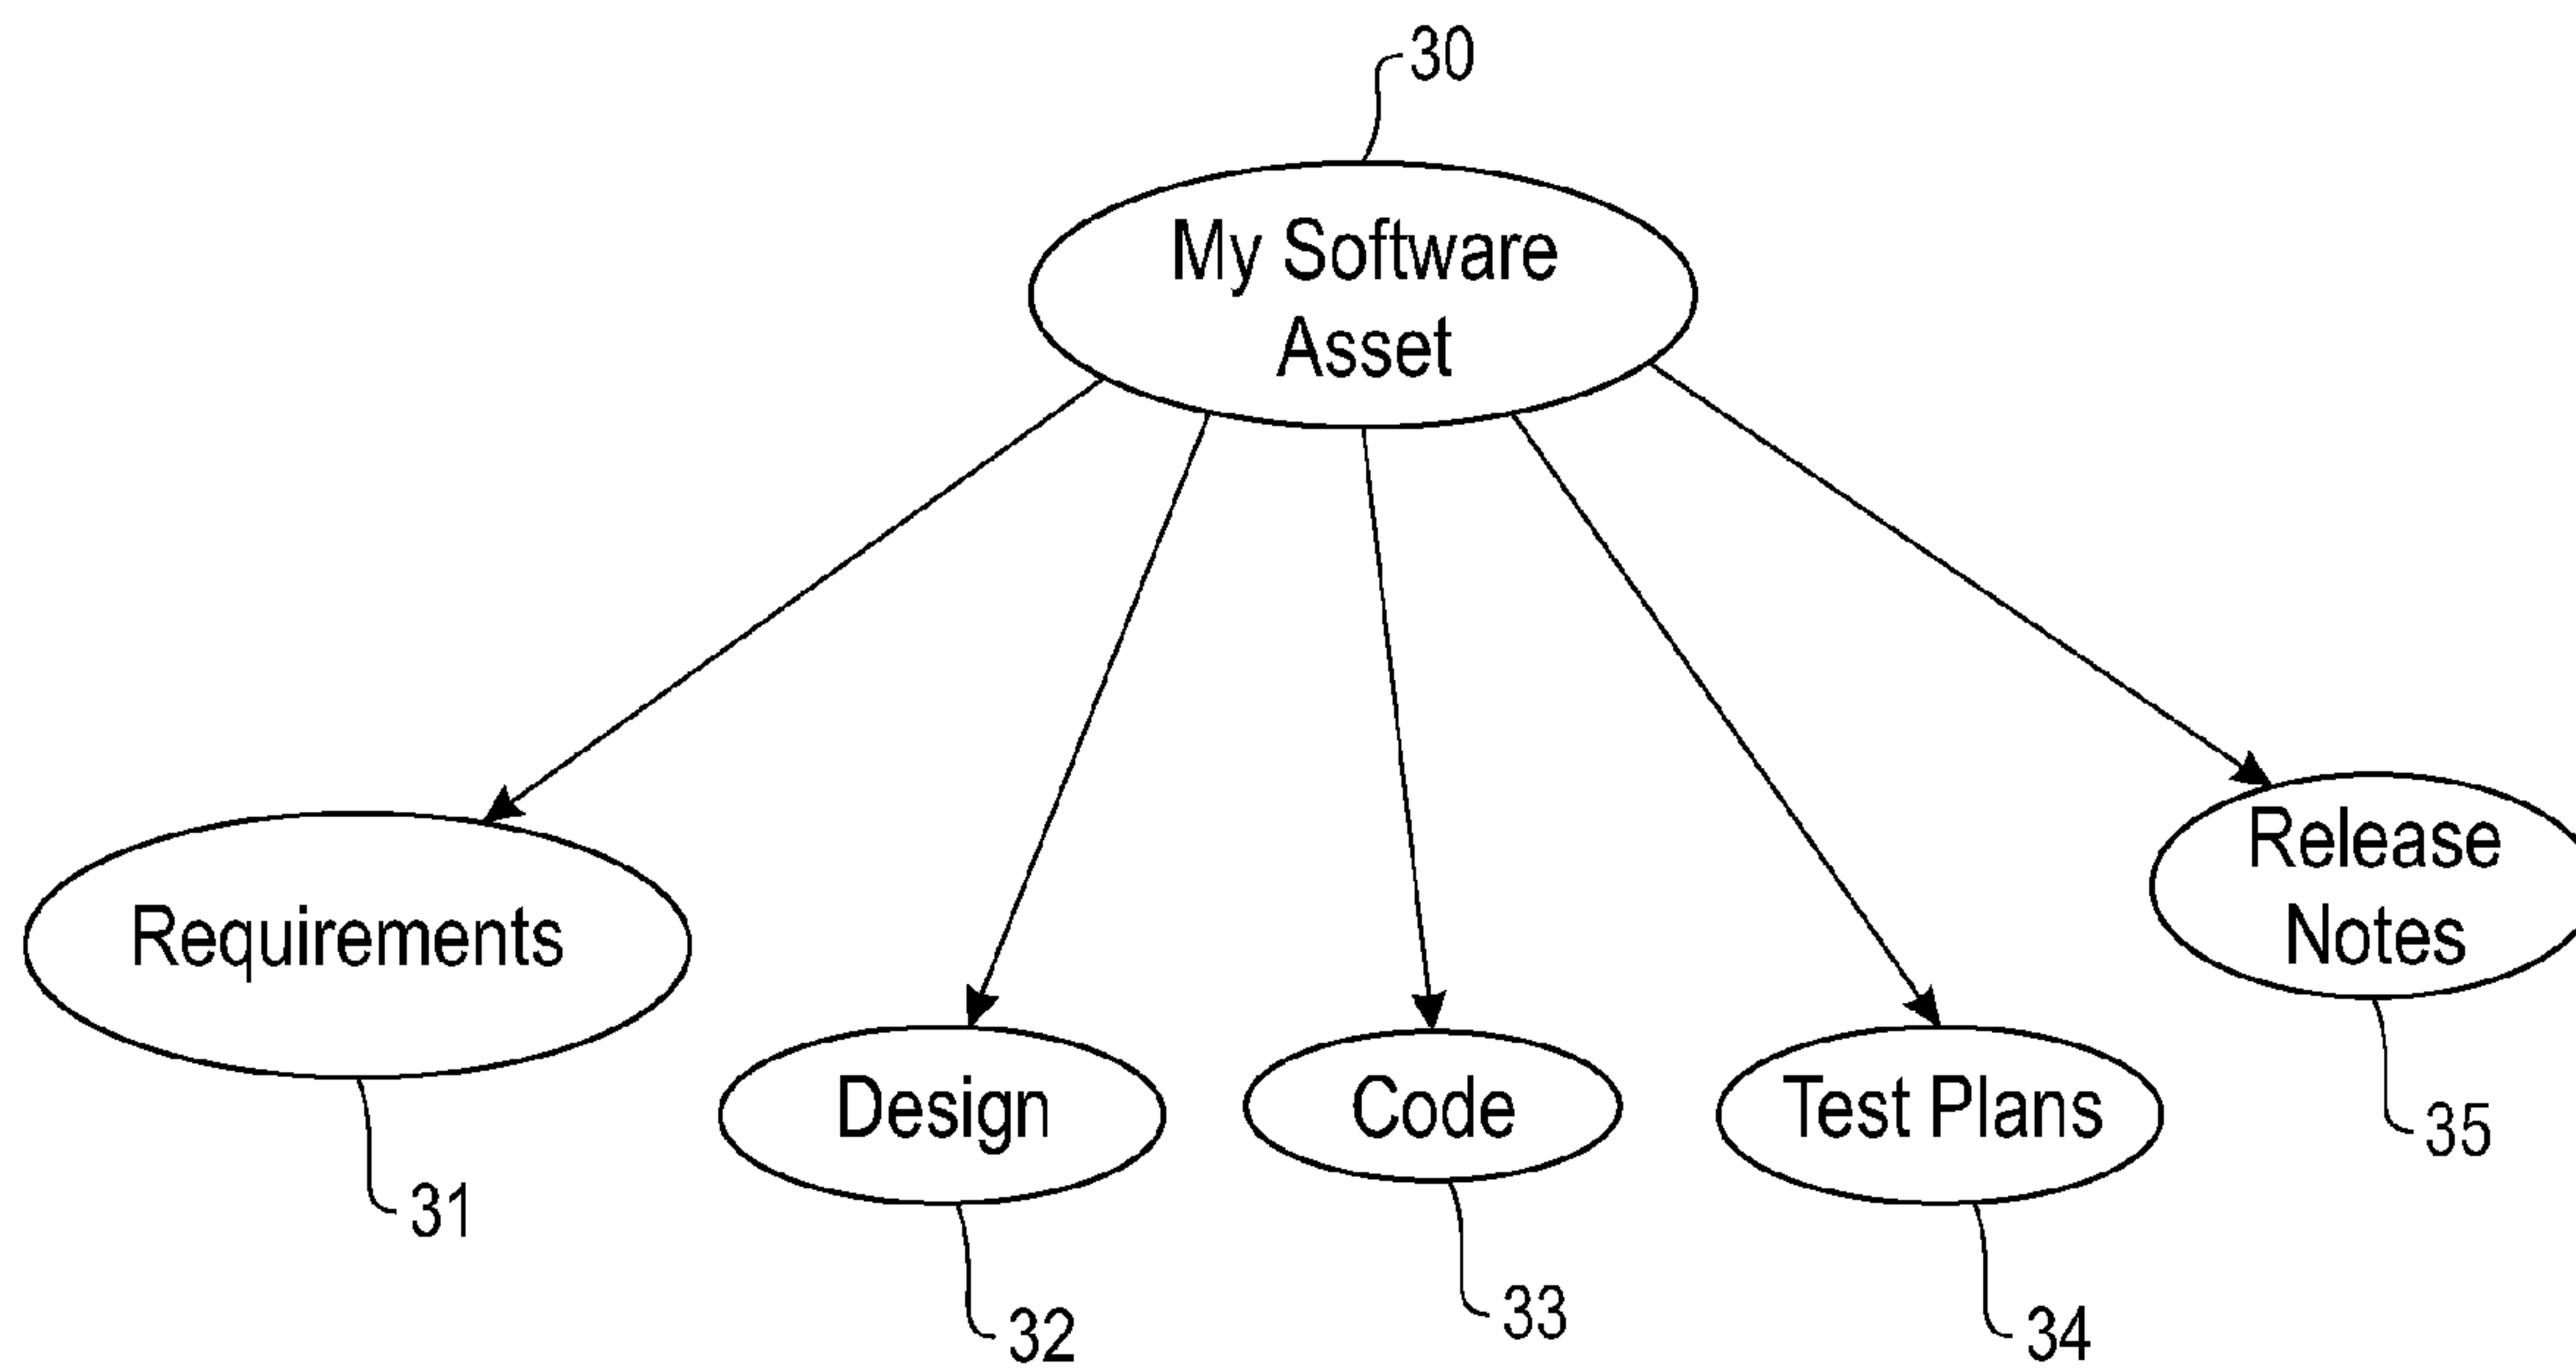 30
My Software
Asset
Requirements
Design
Code
Test Plans
Release
Notes
31
32
33
34
35